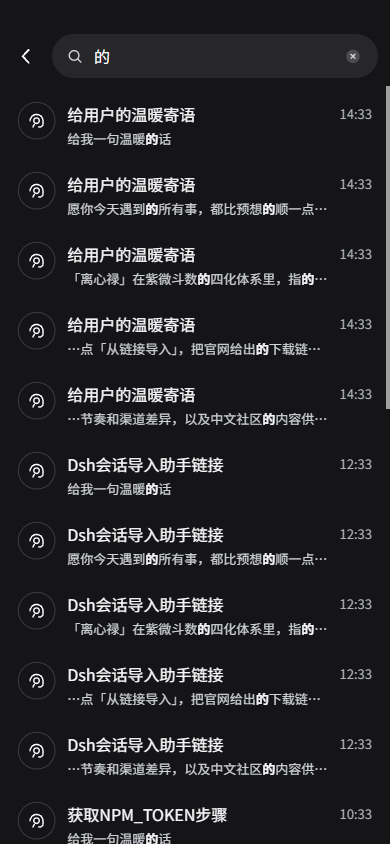 的
给用户的温暖寄语 14:33
给我一句温暖的话
给用户的温暖寄语 14:33
愿你今天遇到的所有事，都比预想的顺一点…
给用户的温暖寄语 14:33
「离心禄」在紫微斗数的四化体系里，指的…
给用户的温暖寄语 14:33
…点「从链接导入」，把官网给出的下载链…
给用户的温暖寄语 14:33
…节奏和渠道差异，以及中文社区的内容供…
Dsh会话导入助手链接 12:33
给我一句温暖的话
Dsh会话导入助手链接 12:33
愿你今天遇到的所有事，都比预想的顺一点…
Dsh会话导入助手链接 12:33
「离心禄」在紫微斗数的四化体系里，指的…
Dsh会话导入助手链接 12:33
…点「从链接导入」，把官网给出的下载链…
Dsh会话导入助手链接 12:33
…节奏和渠道差异，以及中文社区的内容供…
获取NPM_TOKEN步骤 10:33
给我一句温暖的话